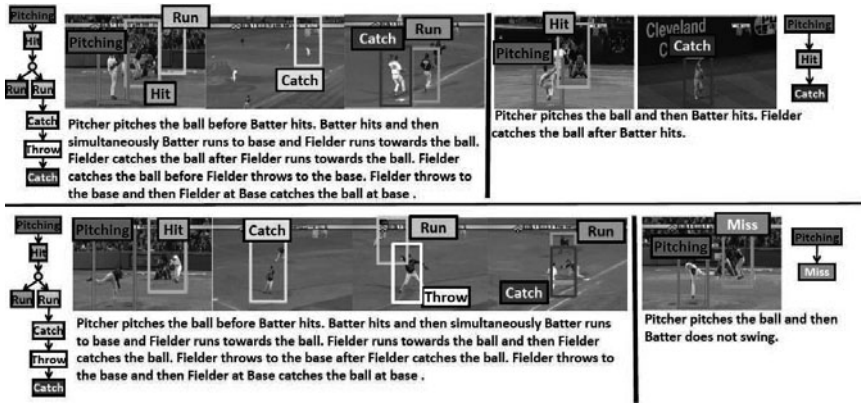 Pitching
Hit
Run Run
Catch
Throw
Catch
Pitching
Run
Hit
Catch
Catch
Run
Pitcher pitches the ball before Batter hits. Batter hits and then
simultaneously Batter runs to base and Fielder runs towards the ball.
Fielder catches the ball after Fielder runs towards the ball. Fielder
catches the ball before Fielder throws to the base. Fielder throws to
the base and then Fielder at Base catches the ball at base .
Pitching
Hit
Cleveland
Catch
Pitching
Hit
Catch
Pitcher pitches the ball and then Batter hits. Fielder
catches the ball after Batter hits.
Pitching
Hit
Run Run
Catch
Throw
Catch
Pitching
Hit
Catch
Run
Throw
Run
Catch
Pitcher pitches the ball before Batter hits. Batter hits and then simultaneously Batter runs
to base and Fielder runs towards the ball. Fielder runs towards the ball and then Fielder
catches the ball. Fielder throws to the base after Fielder catches the ball. Fielder throws to
the base and then Fielder at Base catches the ball at base .
Miss
Pitching
Pitching
Miss
Pitcher pitches the ball and then
Batter does not swing.